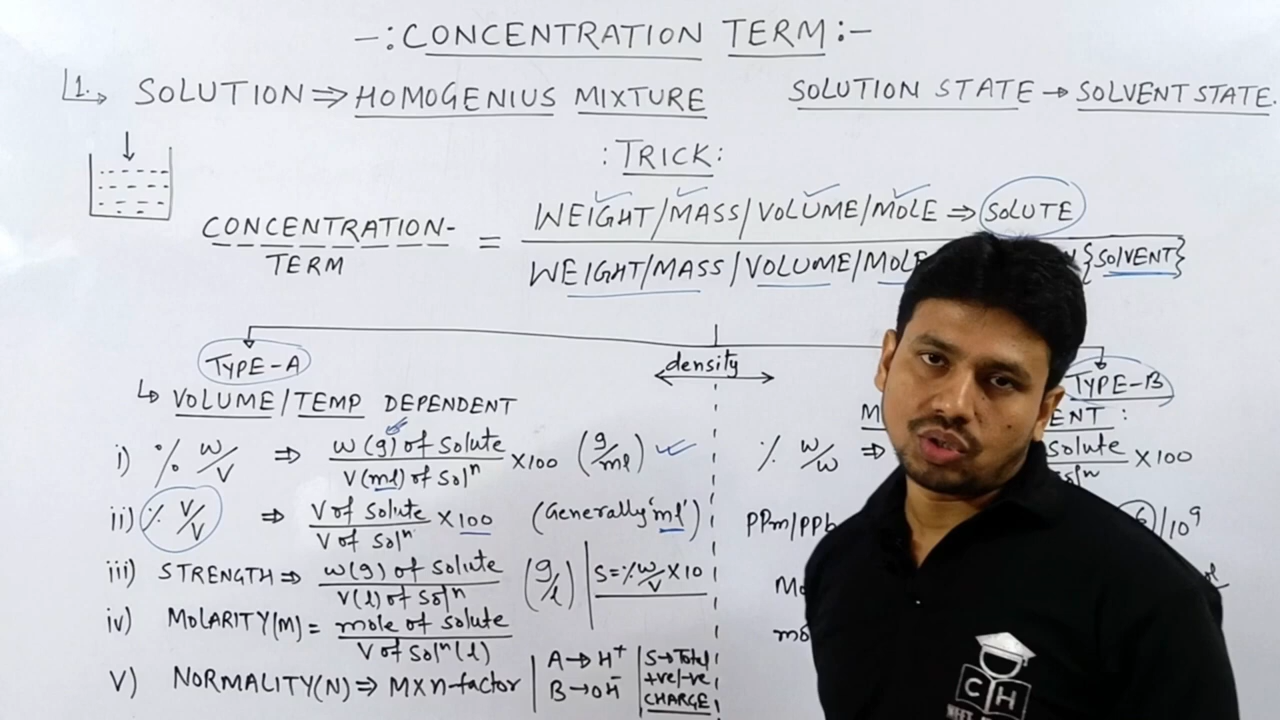 -:CONCENTRATION TERM:-
1. SOLUTION ⇒ HOMOGENIUS MIXTURE
SOLUTION STATE → SOLVENT STATE.
:TRICK:
CONCENTRATION-
TERM
=
WEIGHT/MASS/VOLUME/MOLE ⇒ SOLUTE
WEIGHT/MASS/VOLUME/MOLE {SOLVENT}
density
TYPE-A
VOLUME/TEMP DEPENDENT
i) % w/v ⇒ w(g) of solute / V(ml) of Solⁿ ×100 (g/ml)
ii) % v/v ⇒ V of solute / V of Solⁿ ×100 (Generally 'ml')
iii) STRENGTH ⇒ w(g) of solute / V(l) of Solⁿ (g/l) | S=% w/v ×10
iv) MOLARITY(M) = mole of solute / V of Solⁿ(l)
v) NORMALITY(N) ⇒ M×n-factor | A→H⁺ | S→Total
B→OH⁻ | +ve/-ve
CHARGE
TYPE-B
% w/w ⇒ solute ×100
PPm/PPb /10⁹
CH